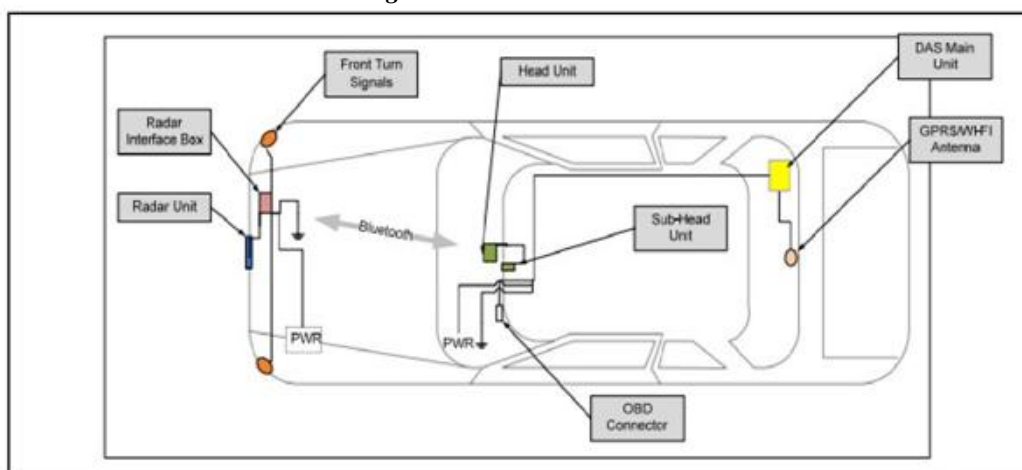 Front Turn
Signals
Head Unit
DAS Main
Unit
Radar
Interface Box
GPRS/WI-FI
Antenna
Radar Unit
Bluetooth
Sub-Head
Unit
PWR
PWR
OBD
Connector